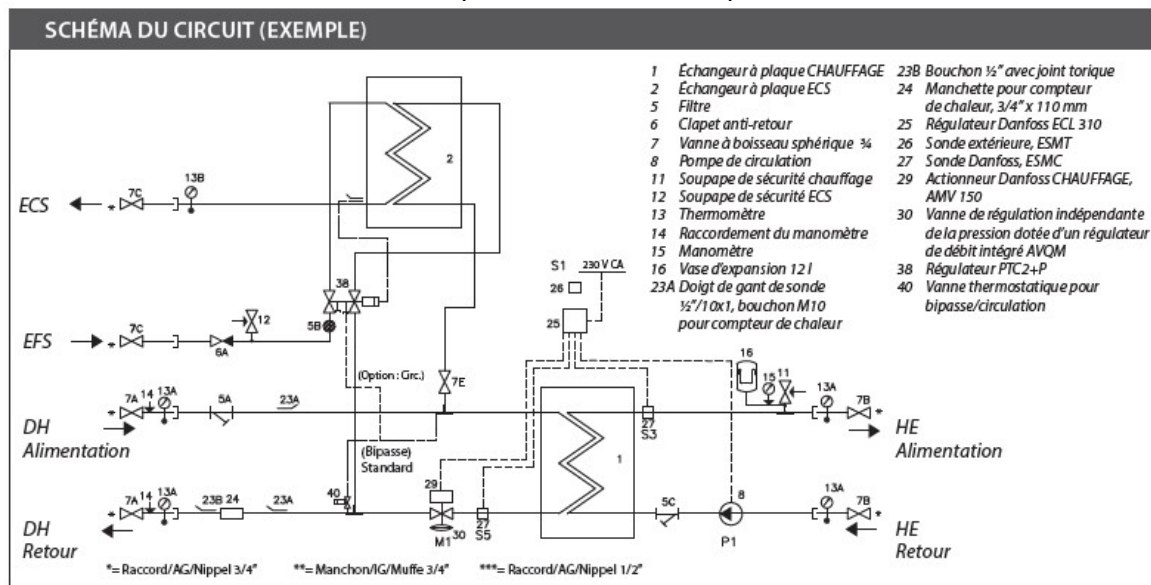 SCHÉMA DU CIRCUIT (EXEMPLE)
1 Échangeur à plaque CHAUFFAGE
2 Échangeur à plaque ECS
5 Filtre
6 Clapet anti-retour
7 Vanne à boisseau sphérique ¾
8 Pompe de circulation
11 Soupape de sécurité chauffage
12 Soupape de sécurité ECS
13 Thermomètre
14 Raccordement du manomètre
15 Manomètre
16 Vase d'expansion 12 l
23A Doigt de gant de sonde
½"/10x1, bouchon M10
pour compteur de chaleur
23B Bouchon ½" avec joint torique
24 Manchette pour compteur
de chaleur, 3/4" x 110 mm
25 Régulateur Danfoss ECL 310
26 Sonde extérieure, ESMT
27 Sonde Danfoss, ESMC
29 Actionneur Danfoss CHAUFFAGE,
AMV 150
30 Vanne de régulation indépendante
de la pression dotée d'un régulateur
de débit intégré AVQM
38 Régulateur PTC2+P
40 Vanne thermostatique pour
bipasse/circulation
2
ECS
* 7C
13B
38
S1
230 V CA
26
25
EFS
* 7C
6A
12
5B
(Option : Circ.)
7E
16
15
11
DH
Alimentation
* 7A
14
13A
5A
23A
27
S3
13A
7B *
HE
Alimentation
(Bipasse)
Standard
1
DH
Retour
* 7A
14
13A
23B
24
23A
40
29
30
M1
27
S5
5C
8
P1
13A
7B *
HE
Retour
*= Raccord/AG/Nippel 3/4" **= Manchon/IG/Muffe 3/4" ***= Raccord/AG/Nippel 1/2"